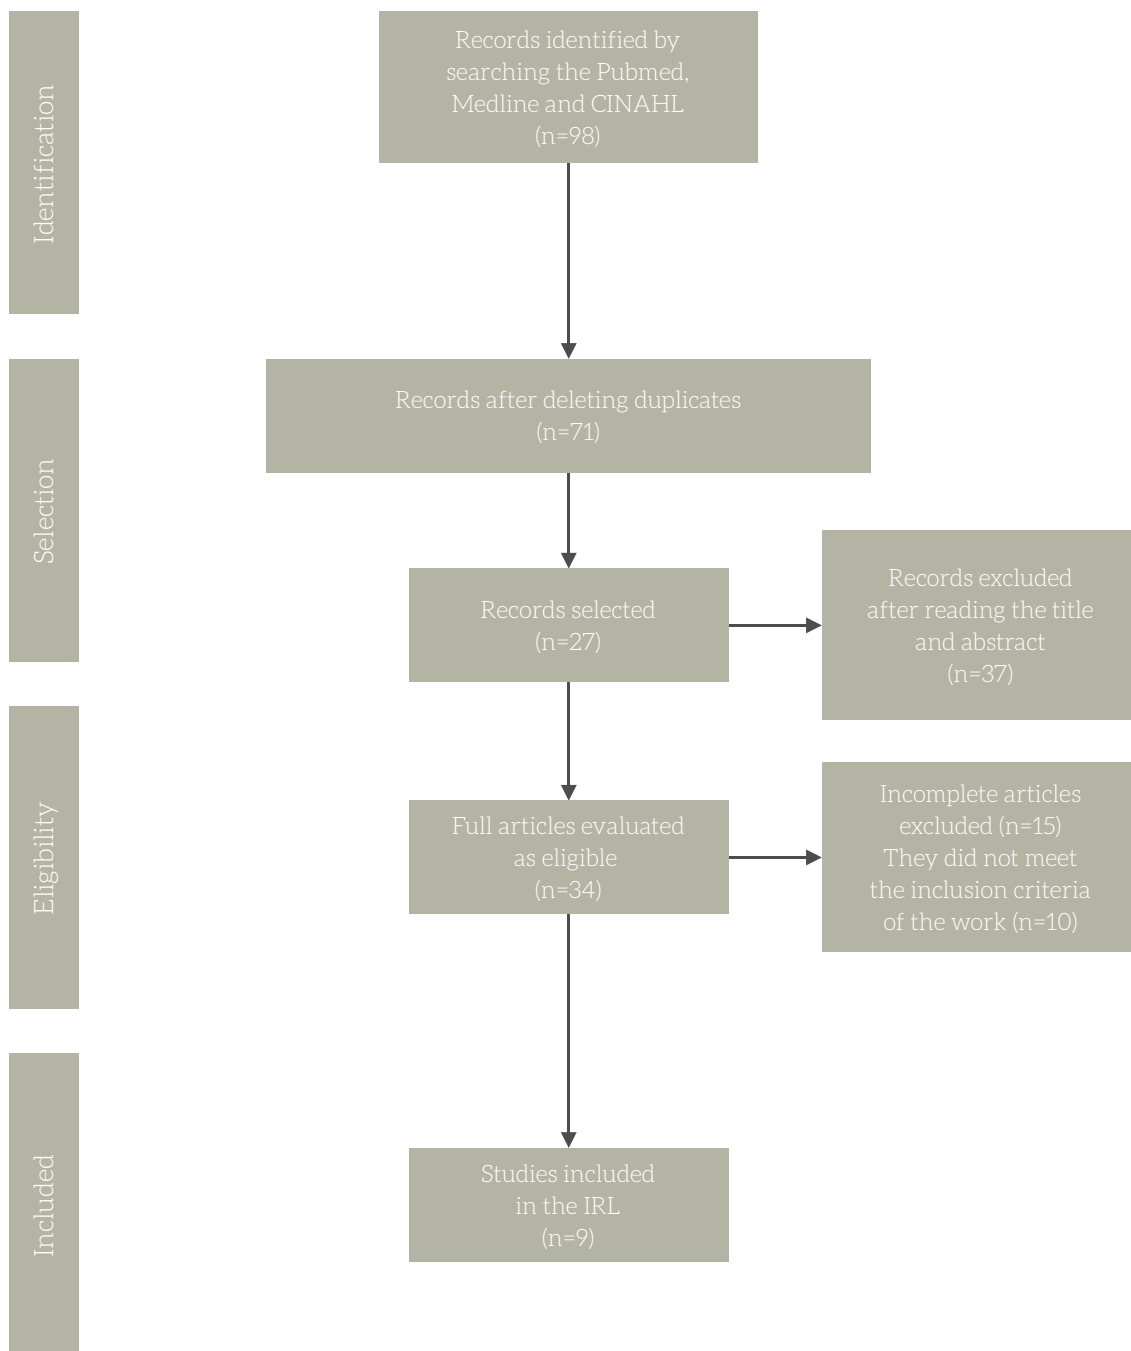 Identification
Records identified by
searching the Pubmed,
Medline and CINAHL
(n=98)
Selection
Records after deleting duplicates
(n=71)
Records selected
(n=27)
Records excluded
after reading the title
and abstract
(n=37)
Eligibility
Full articles evaluated
as eligible
(n=34)
Incomplete articles
excluded (n=15)
They did not meet
the inclusion criteria
of the work (n=10)
Included
Studies included
in the IRL
(n=9)